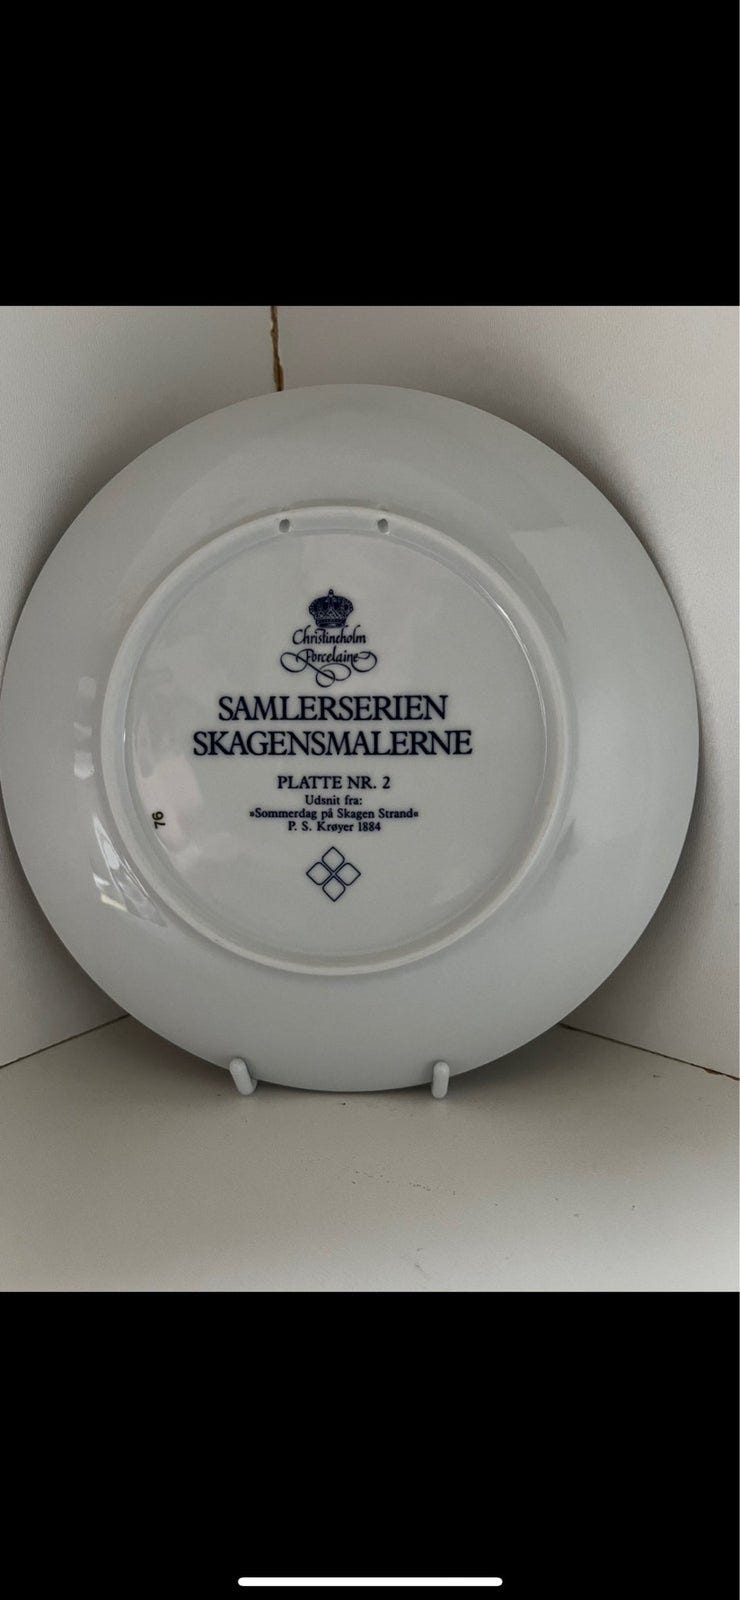 Christineholm
Porcelaine
SAMLERSERIEN
SKAGENSMALERNE
PLATTE NR. 2
Udsnit fra:
»Sommerdag på Skagen Strand«
P. S. Krøyer 1884
76